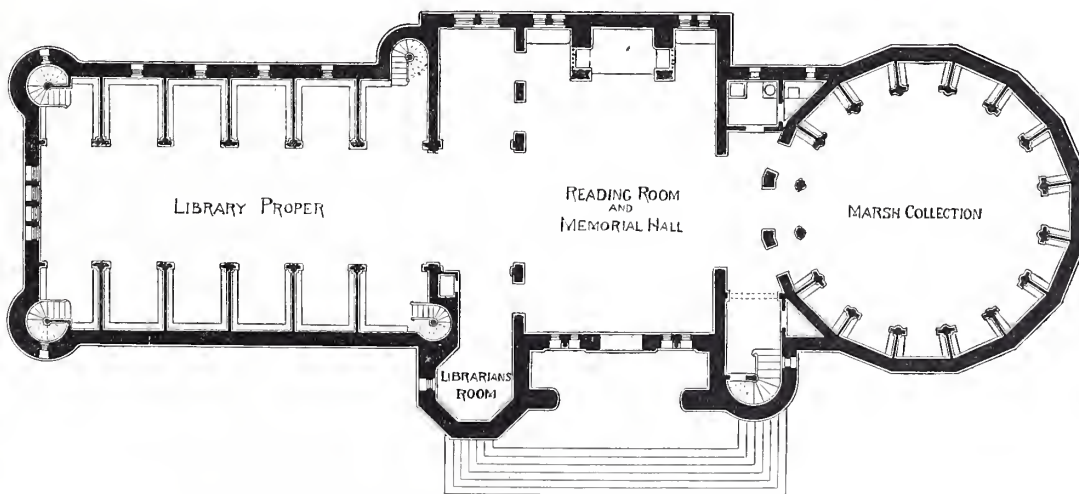 LIBRARY PROPER
READING ROOM
AND
MEMORIAL HALL
MARSH COLLECTION
LIBRARIANS'
ROOM